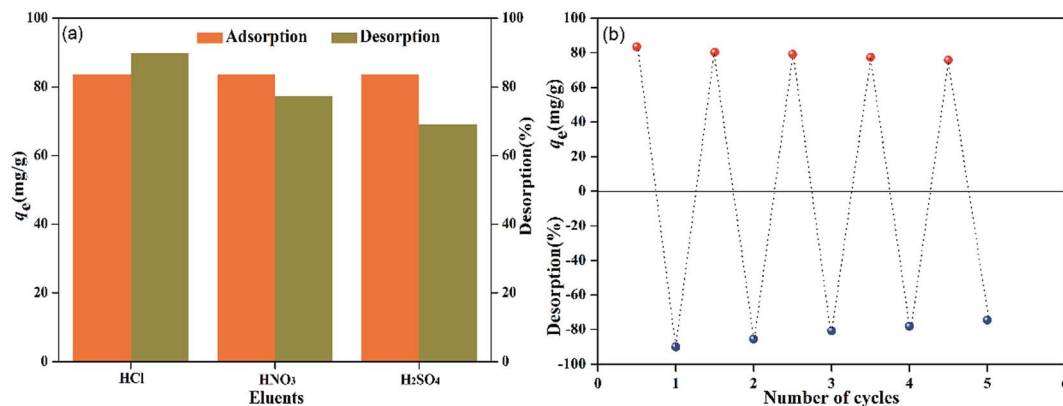 (a)
Adsorption
Desorption
100
80
60
40
20
0
qe(mg/g)
100
80
60
40
20
0
Desorption(%)
HCl
HNO3
H2SO4
Eluents
(b)
100
80
60
40
20
0
-20
-40
-60
-80
-100
qe(mg/g)
Desorption(%)
0
1
2
3
4
5
Number of cycles